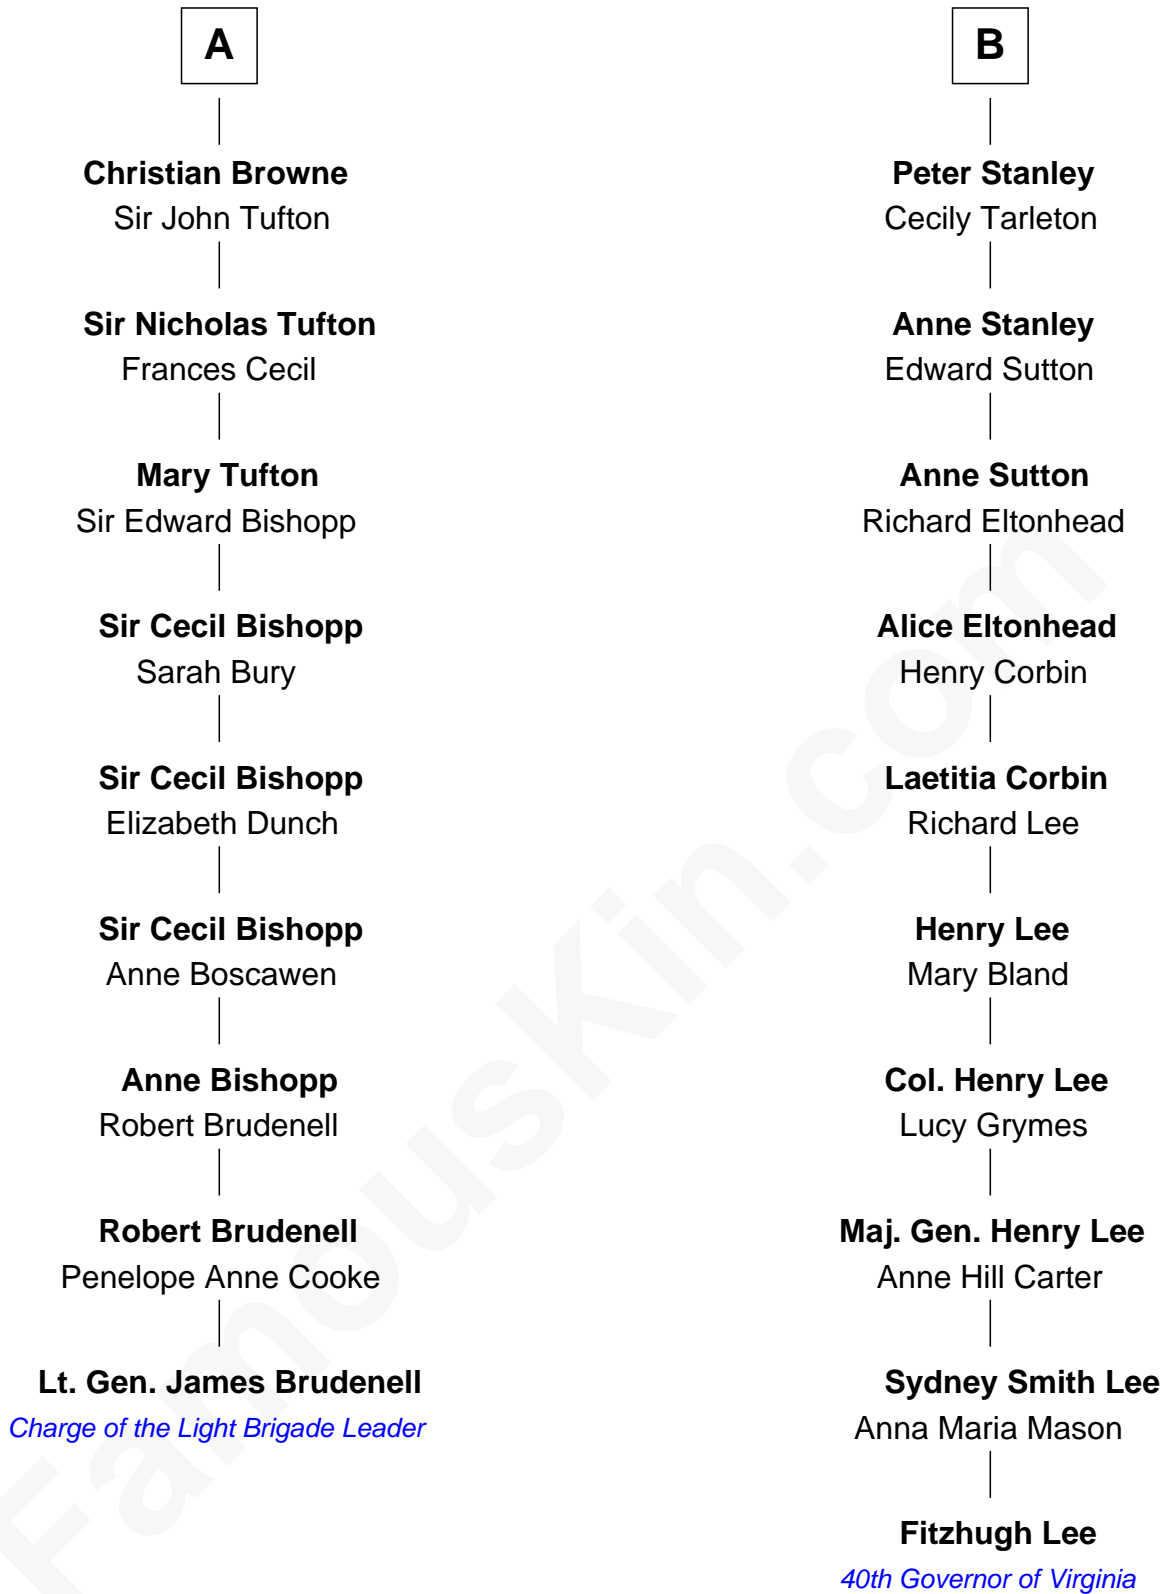 A
Christian Browne
Sir John Tufton
Sir Nicholas Tufton
Frances Cecil
Mary Tufton
Sir Edward Bishopp
Sir Cecil Bishopp
Sarah Bury
Sir Cecil Bishopp
Elizabeth Dunch
Sir Cecil Bishopp
Anne Boscawen
Anne Bishopp
Robert Brudenell
Robert Brudenell
Penelope Anne Cooke
Lt. Gen. James Brudenell
Charge of the Light Brigade Leader
B
Peter Stanley
Cecily Tarleton
Anne Stanley
Edward Sutton
Anne Sutton
Richard Eltonhead
Alice Eltonhead
Henry Corbin
Laetitia Corbin
Richard Lee
Henry Lee
Mary Bland
Col. Henry Lee
Lucy Grymes
Maj. Gen. Henry Lee
Anne Hill Carter
Sydney Smith Lee
Anna Maria Mason
Fitzhugh Lee
40th Governor of Virginia
FamousKin.com